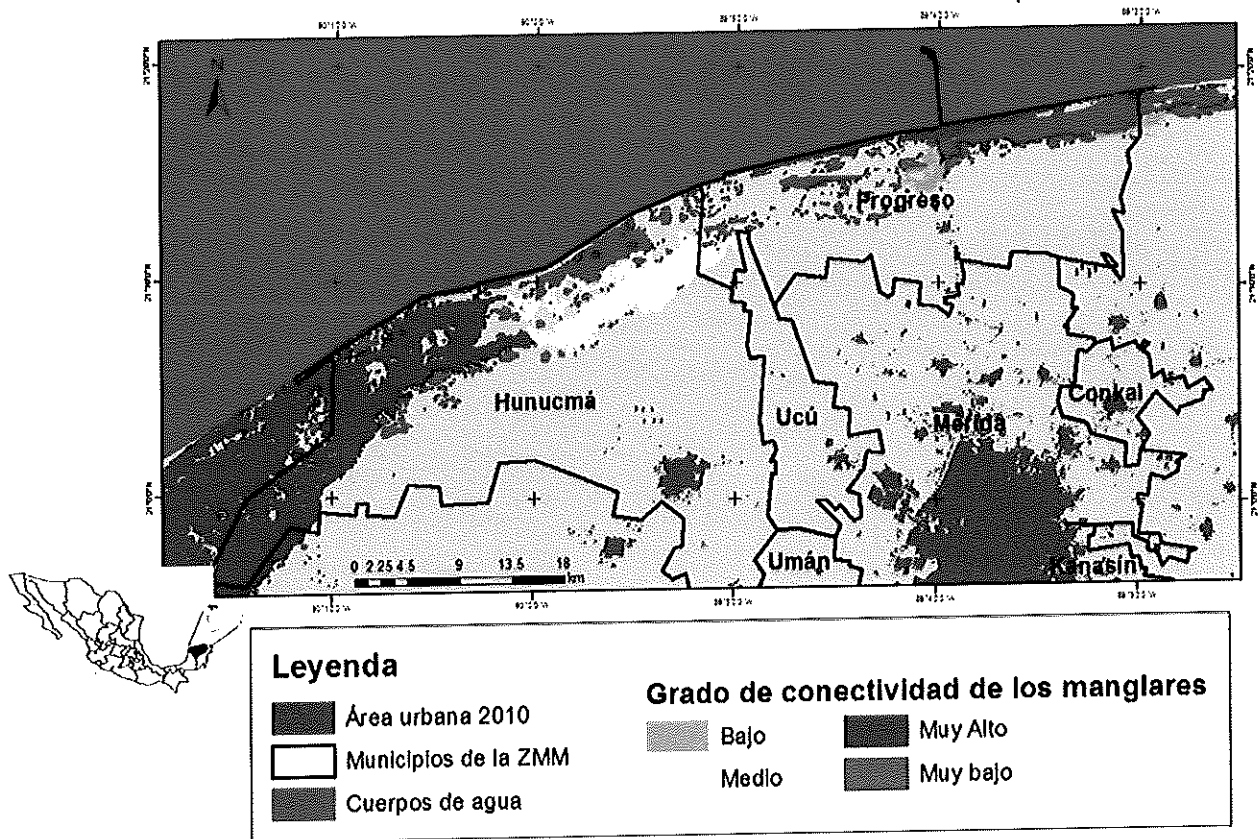 N
Progreso
Hunucmá
Ucú
Conkal
Mérida
Umán
Kanasín
0 2.25 4.5 9 13.5 18
km
Leyenda
Área urbana 2010
Municipios de la ZMM
Cuerpos de agua
Grado de conectividad de los manglares
Bajo
Medio
Muy Alto
Muy bajo